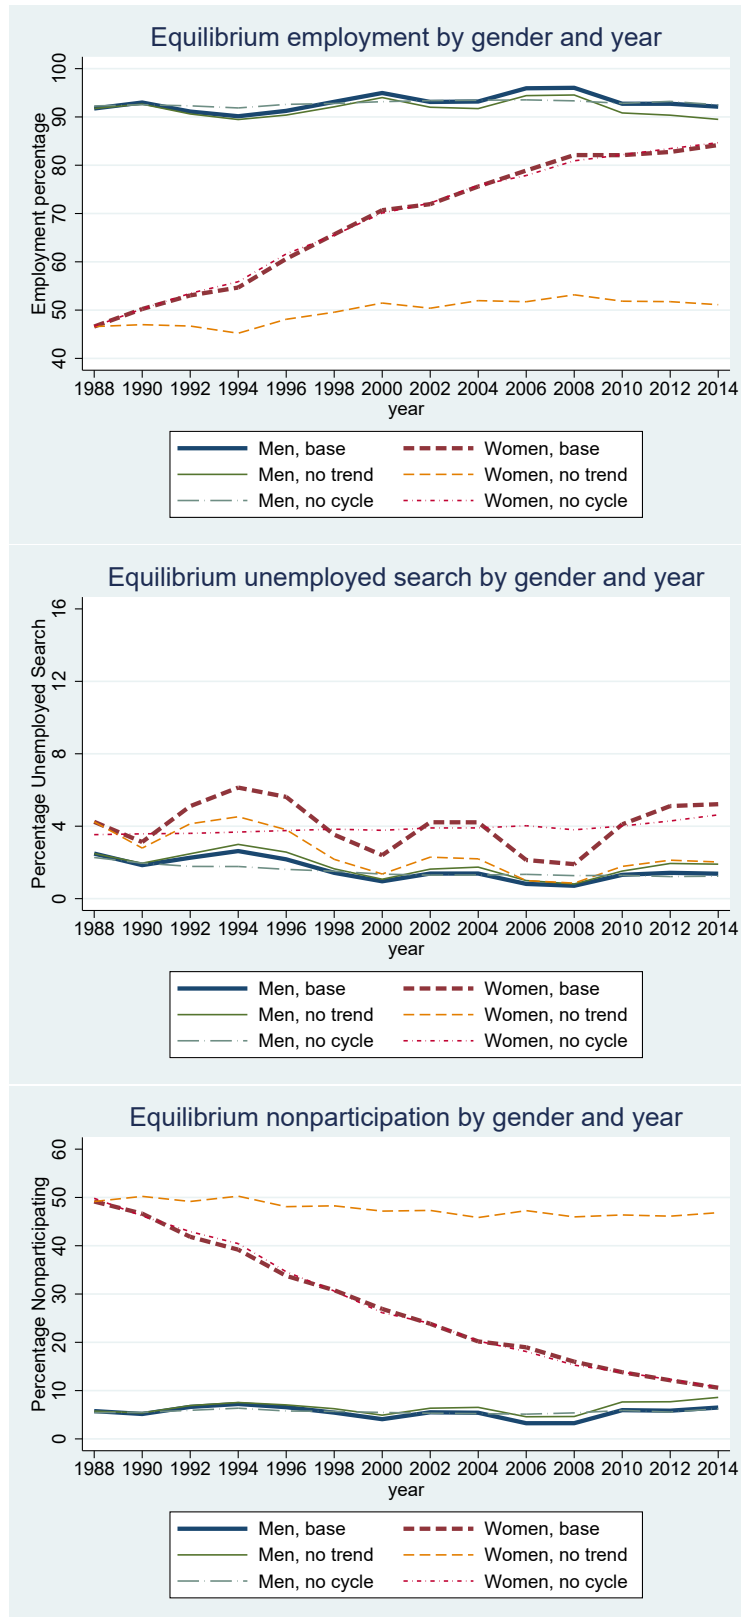 Equilibrium employment by gender and year
Employment percentage
100
90
80
70
60
50
40
1988 1990 1992 1994 1996 1998 2000 2002 2004 2006 2008 2010 2012 2014
year
Men, base Women, base
Men, no trend Women, no trend
Men, no cycle Women, no cycle
Equilibrium unemployed search by gender and year
Percentage Unemployed Search
16
12
8
4
0
1988 1990 1992 1994 1996 1998 2000 2002 2004 2006 2008 2010 2012 2014
year
Men, base Women, base
Men, no trend Women, no trend
Men, no cycle Women, no cycle
Equilibrium nonparticipation by gender and year
Percentage Nonparticipating
60
50
40
30
20
10
0
1988 1990 1992 1994 1996 1998 2000 2002 2004 2006 2008 2010 2012 2014
year
Men, base Women, base
Men, no trend Women, no trend
Men, no cycle Women, no cycle